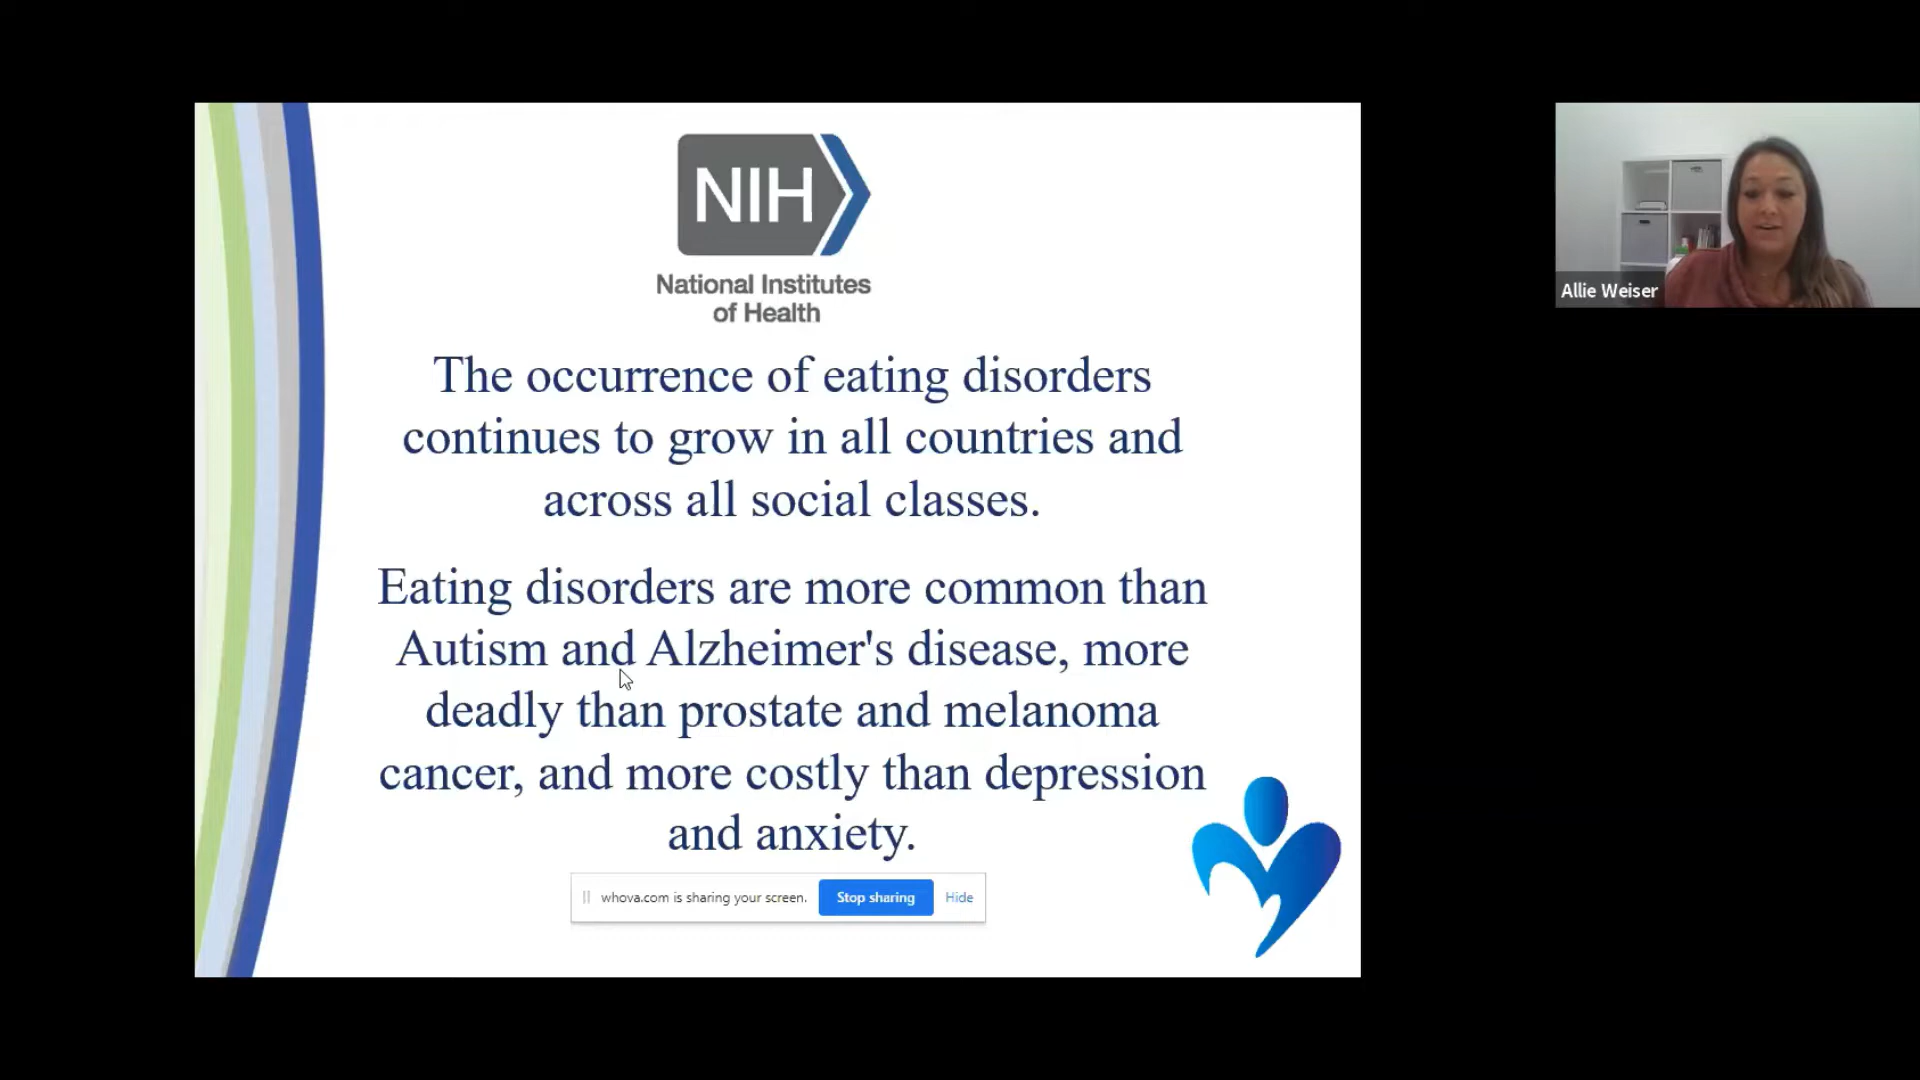 NIH
National Institutes
of Health
The occurrence of eating disorders
continues to grow in all countries and
across all social classes.
Eating disorders are more common than
Autism and Alzheimer's disease, more
deadly than prostate and melanoma
cancer, and more costly than depression
and anxiety.
whova.com is sharing your screen. Stop sharing Hide
Allie Weiser